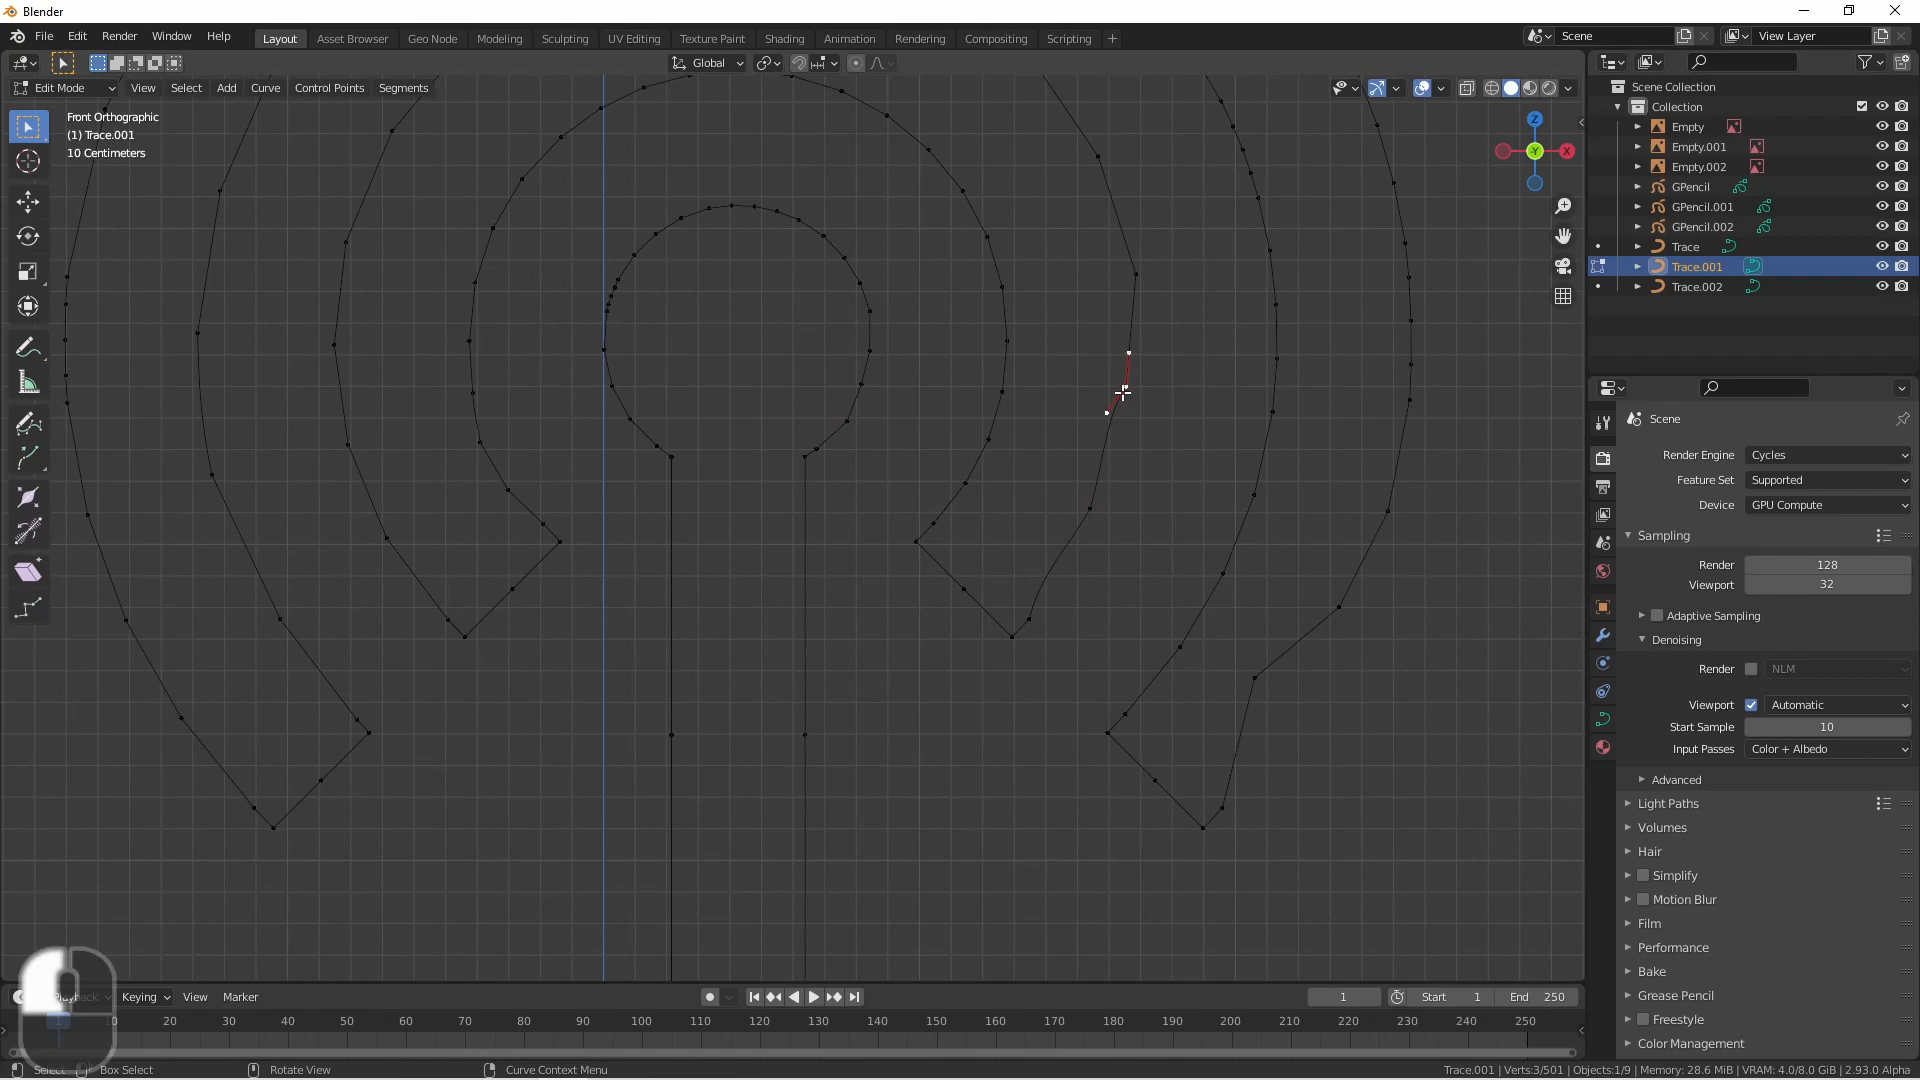 Blender
File Edit Render Window Help
Layout Asset Browser Geo Node Modeling Sculpting UV Editing Texture Paint Shading Animation Rendering Compositing Scripting +
Scene
View Layer
Global
Edit Mode View Select Add Curve Control Points Segments
Front Orthographic
(1) Trace.001
10 Centimeters
Z
Y
X
Scene Collection
Collection
Empty
Empty.001
Empty.002
GPencil
GPencil.001
GPencil.002
Trace
Trace.001
Trace.002
Scene
Render Engine Cycles
Feature Set Supported
Device GPU Compute
Sampling
Render 128
Viewport 32
Adaptive Sampling
Denoising
Render NLM
Viewport Automatic
Start Sample 10
Input Passes Color + Albedo
Advanced
Light Paths
Volumes
Hair
Simplify
Motion Blur
Film
Performance
Bake
Grease Pencil
Freestyle
Color Management
Playback Keying View Marker
1 Start 1 End 250
1 10 20 30 40 50 60 70 80 90 100 110 120 130 140 150 160 170 180 190 200 210 220 230 240 250
Select Box Select Rotate View Curve Context Menu
Trace.001 | Verts:3/501 | Objects:1/9 | Memory: 28.6 MiB | VRAM: 4.0/8.0 GiB | 2.93.0 Alpha